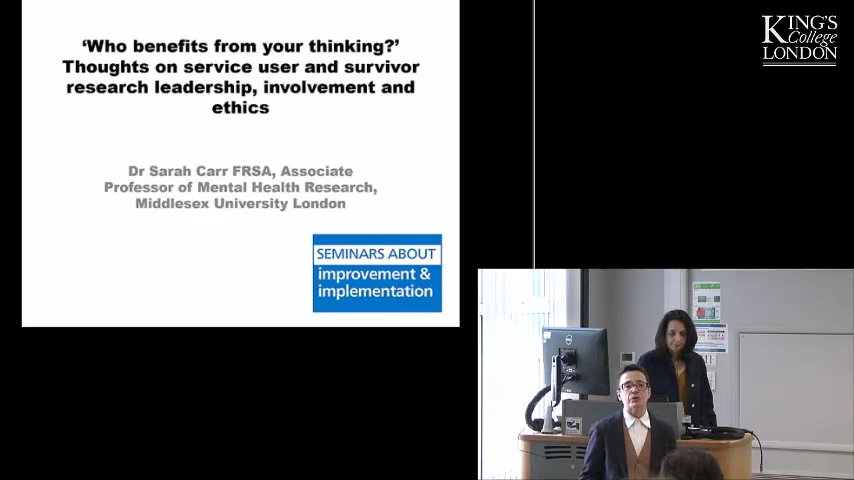 ‘Who benefits from your thinking?’
Thoughts on service user and survivor
research leadership, involvement and
ethics
Dr Sarah Carr FRSA, Associate
Professor of Mental Health Research,
Middlesex University London
SEMINARS ABOUT
improvement &
implementation
KING'S
College
LONDON
DELL